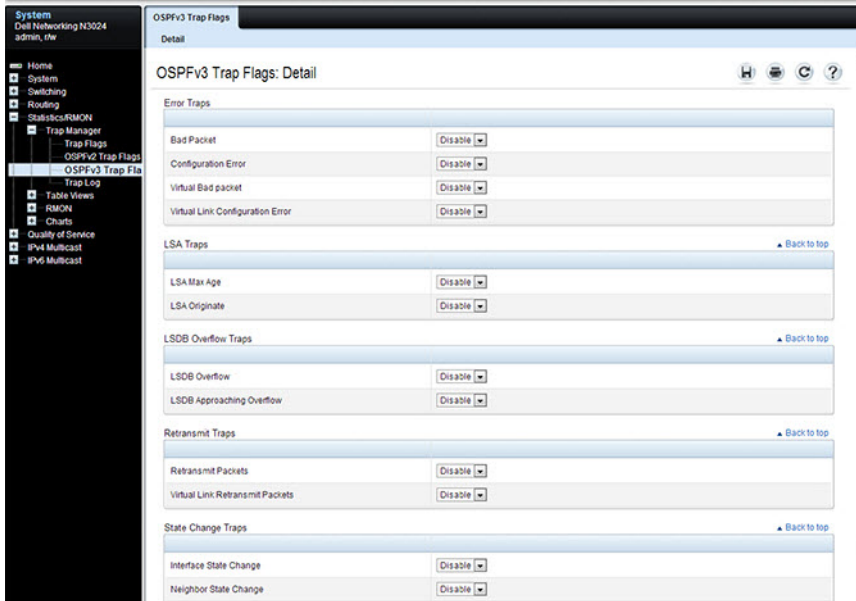 System
Dell Networking N3024
admin, r/w
Home
System
Switching
Routing
Statistics/RMON
Trap Manager
Trap Flags
OSPFv2 Trap Flags
OSPFv3 Trap Fla
Trap Log
Table Views
RMON
Charts
Quality of Service
IPv4 Multicast
IPv6 Multicast
OSPFv3 Trap Flags
Detail
OSPFv3 Trap Flags: Detail
Error Traps
Bad Packet Disable
Configuration Error Disable
Virtual Bad packet Disable
Virtual Link Configuration Error Disable
LSA Traps Back to top
LSA Max Age Disable
LSA Originate Disable
LSDB Overflow Traps Back to top
LSDB Overflow Disable
LSDB Approaching Overflow Disable
Retransmit Traps Back to top
Retransmit Packets Disable
Virtual Link Retransmit Packets Disable
State Change Traps Back to top
Interface State Change Disable
Neighbor State Change Disable